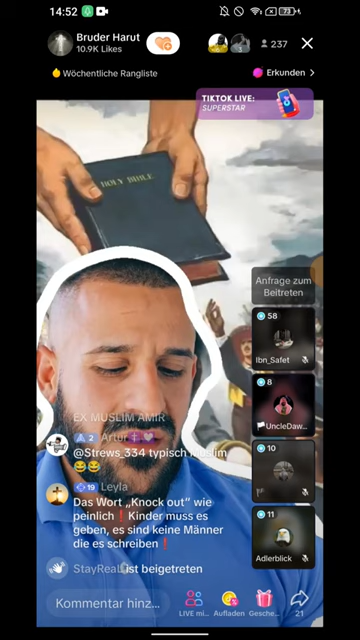 14:52
73
Bruder Harut
10.9K Likes
237
Wöchentliche Rangliste
Erkunden
TIKTOK LIVE:
SUPERSTAR
HOLY BIBLE
Anfrage zum
Beitreten
58
Ibn_Safet
8
UncleDaw...
10
11
Adlerblick
EX MUSLIM AMIR
2 Artur
@Strews_334 typisch Muslim
19 Leyla
Das Wort „Knock out“ wie
peinlich❗Kinder muss es
geben, es sind keine Männer
die es schreiben❗
ist beigetreten
Kommentar hinz...
LIVE mi...
Aufladen
Gesche...
21